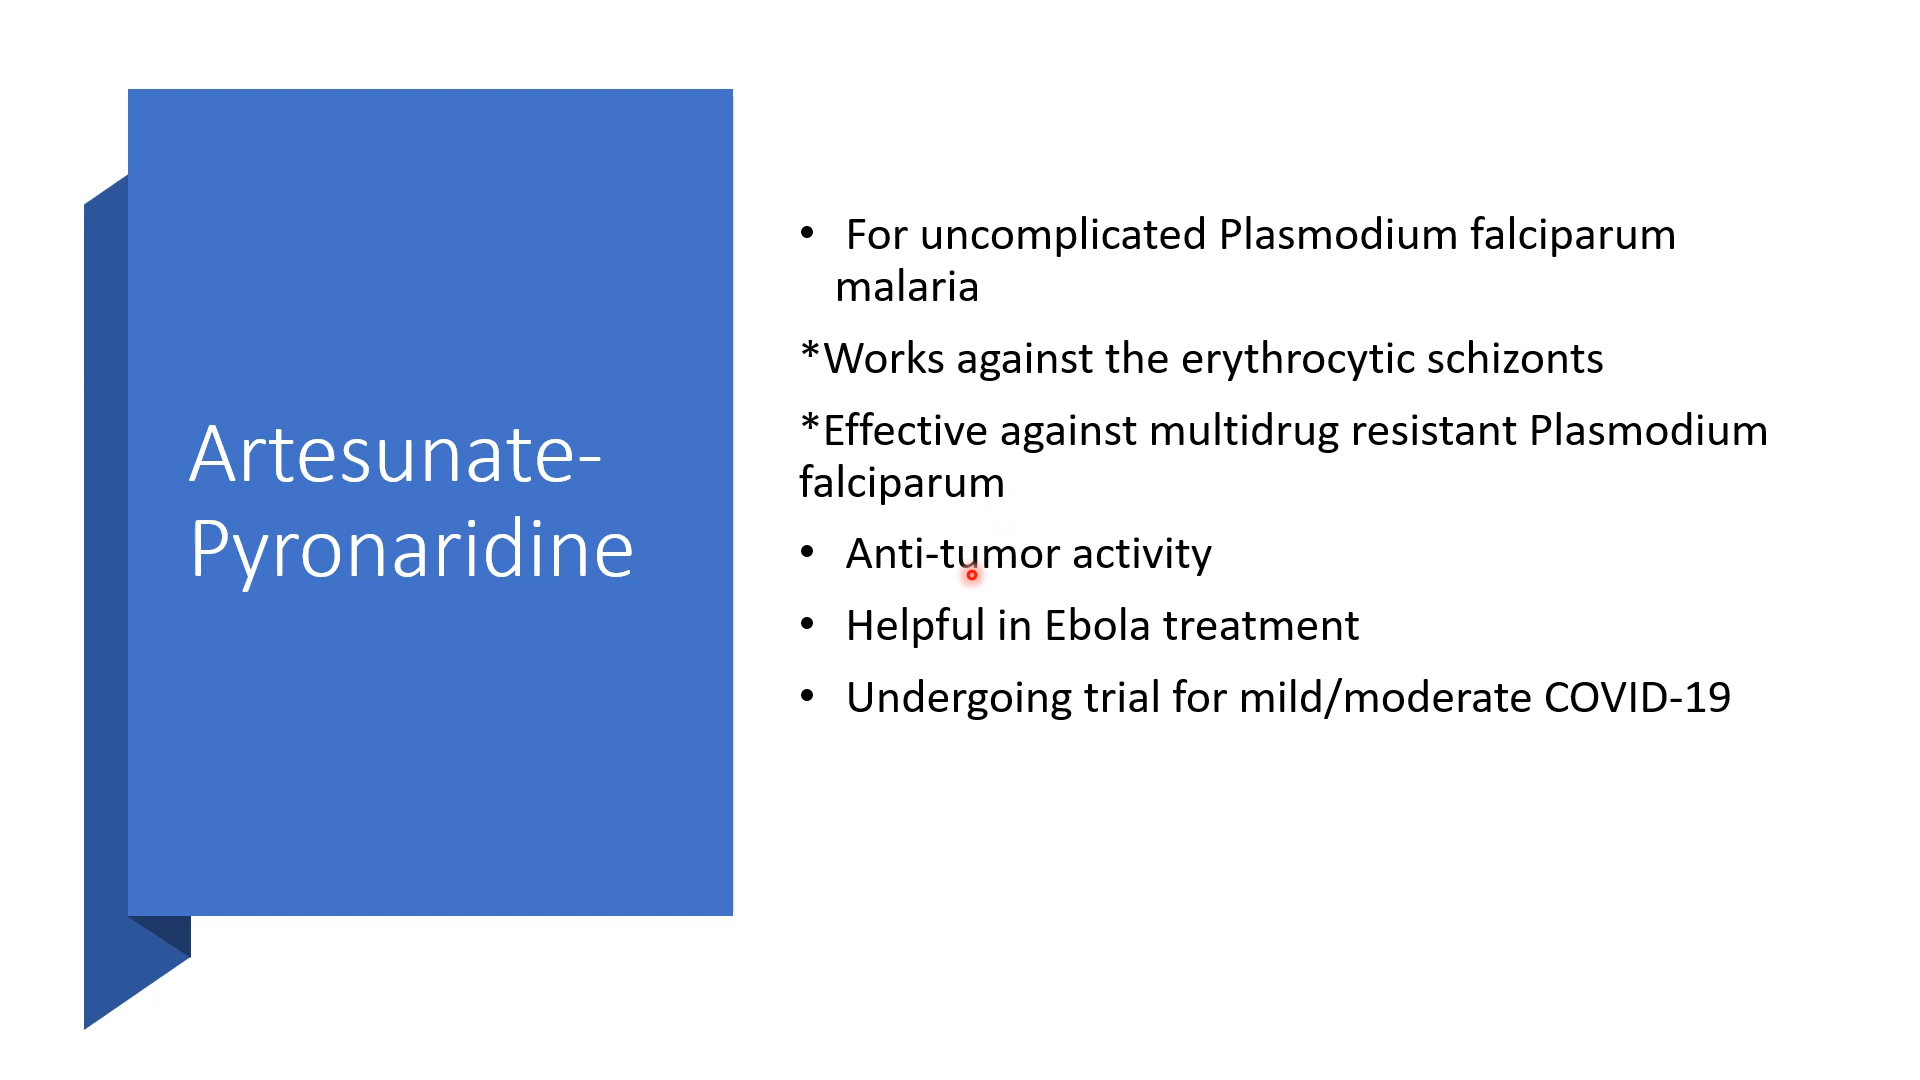 Artesunate-
Pyronaridine
• For uncomplicated Plasmodium falciparum
malaria
*Works against the erythrocytic schizonts
*Effective against multidrug resistant Plasmodium
falciparum
• Anti-tumor activity
• Helpful in Ebola treatment
• Undergoing trial for mild/moderate COVID-19